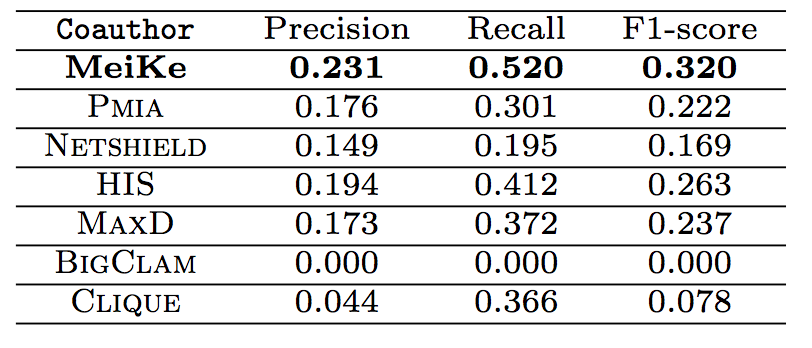 Coauthor Precision Recall F1-score
MeiKe 0.231 0.520 0.320
PMIA 0.176 0.301 0.222
NETSHIELD 0.149 0.195 0.169
HIS 0.194 0.412 0.263
MAXD 0.173 0.372 0.237
BIGCLAM 0.000 0.000 0.000
CLIQUE 0.044 0.366 0.078